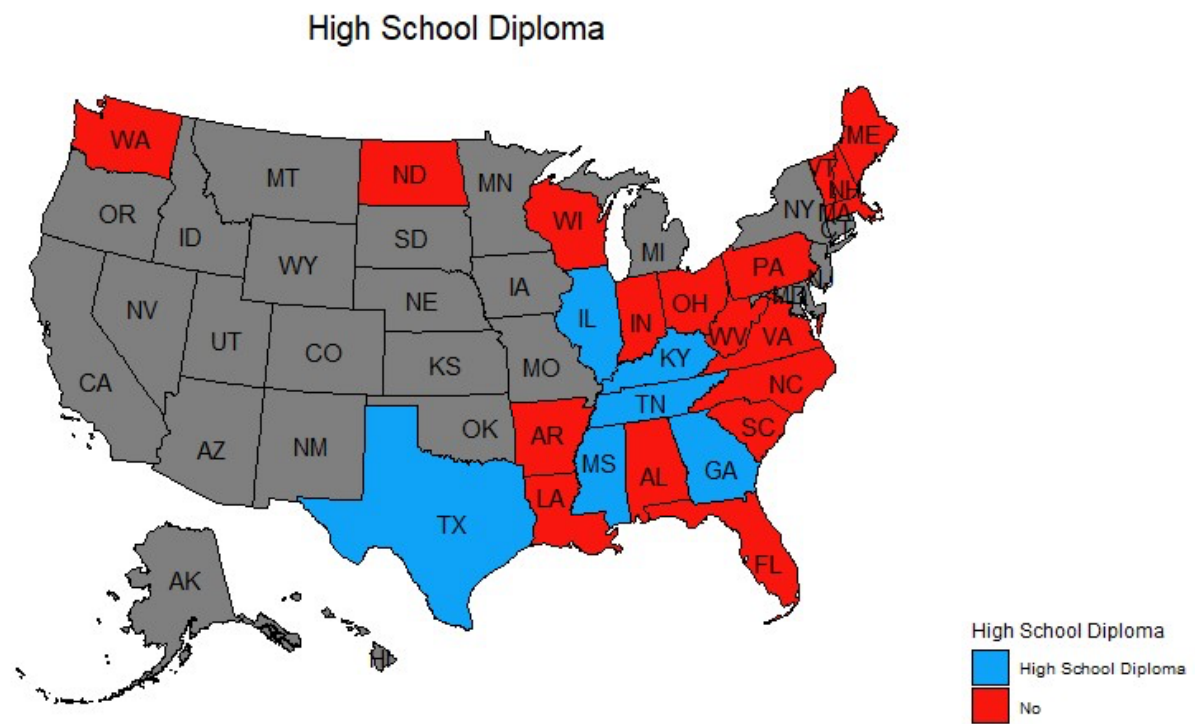 High School Diploma
WA
ME
MT
ND
VT
MN
NH
OR
NY
MA
WI
CT
ID
SD
MI
WY
PA
IA
NE
MD
NV
OH
IL
IN
UT
WV
VA
CO
KY
KS
MO
CA
NC
TN
OK
SC
AR
AZ
NM
MS
GA
AL
LA
TX
FL
AK
HI
High School Diploma
High School Diploma
No